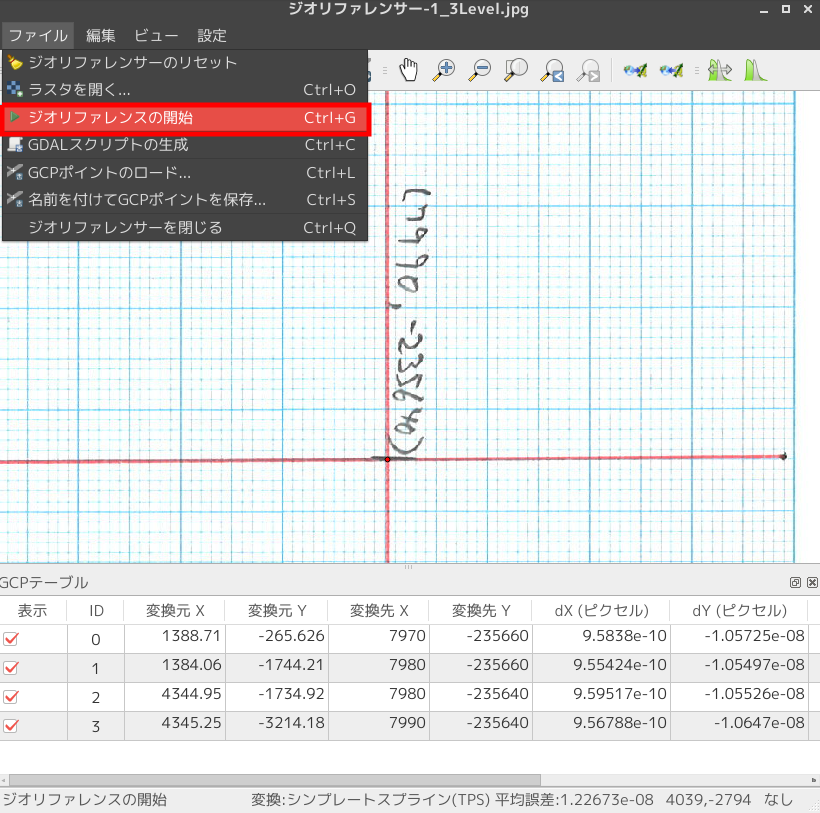 ジオリファレンサー-1_3Level.jpg
ファイル 編集 ビュー 設定
ジオリファレンサーのリセット
ラスタを開く... Ctrl+O
ジオリファレンスの開始 Ctrl+G
GDALスクリプトの生成 Ctrl+C
GCPポイントのロード... Ctrl+L
名前を付けてGCPポイントを保存... Ctrl+S
ジオリファレンサーを閉じる Ctrl+Q
GCPテーブル
表示 ID 変換元 X 変換元 Y 変換先 X 変換先 Y dX (ピクセル) dY (ピクセル)
0 1388.71 -265.626 7970 -235660 9.5838e-10 -1.05725e-08
1 1384.06 -1744.21 7980 -235660 9.55424e-10 -1.05497e-08
2 4344.95 -1734.92 7980 -235640 9.59517e-10 -1.05526e-08
3 4345.25 -3214.18 7990 -235640 9.56788e-10 -1.0647e-08
ジオリファレンスの開始 変換:シンプレートスプライン(TPS) 平均誤差:1.22673e-08 4039,-2794 なし